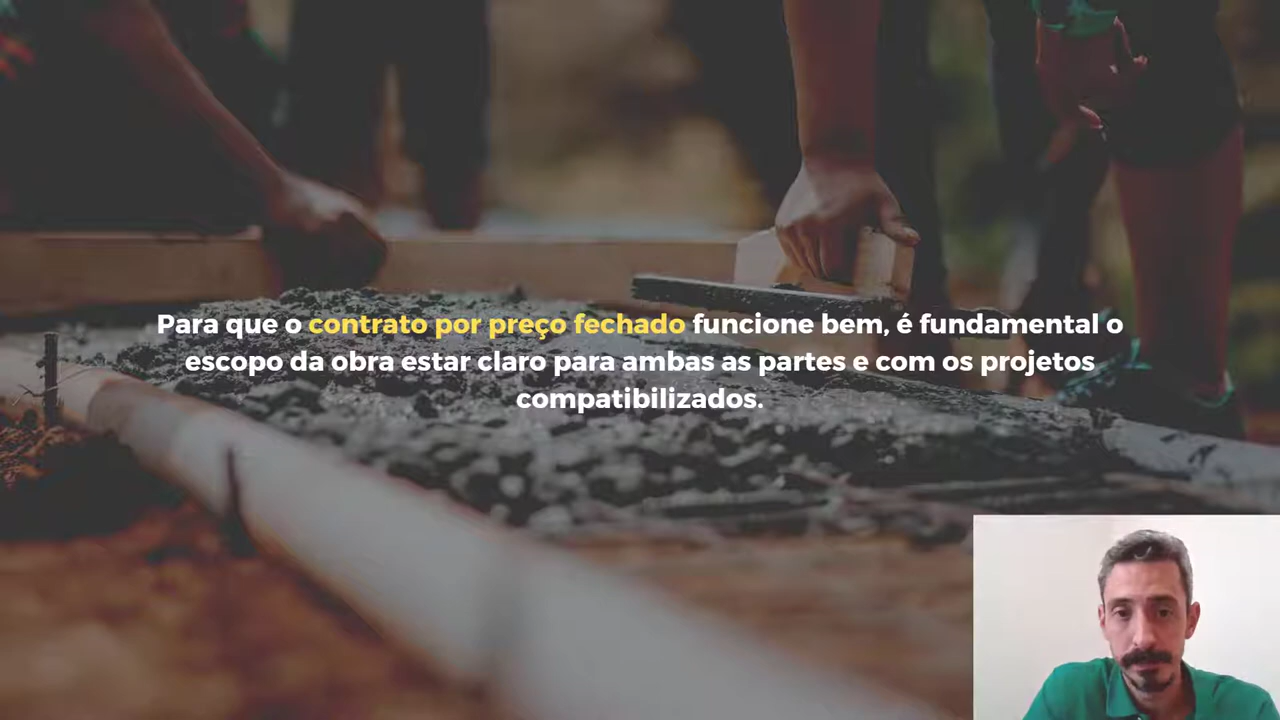 Para que o contrato por preço fechado funcione bem, é fundamental o
escopo da obra estar claro para ambas as partes e com os projetos
compatibilizados.